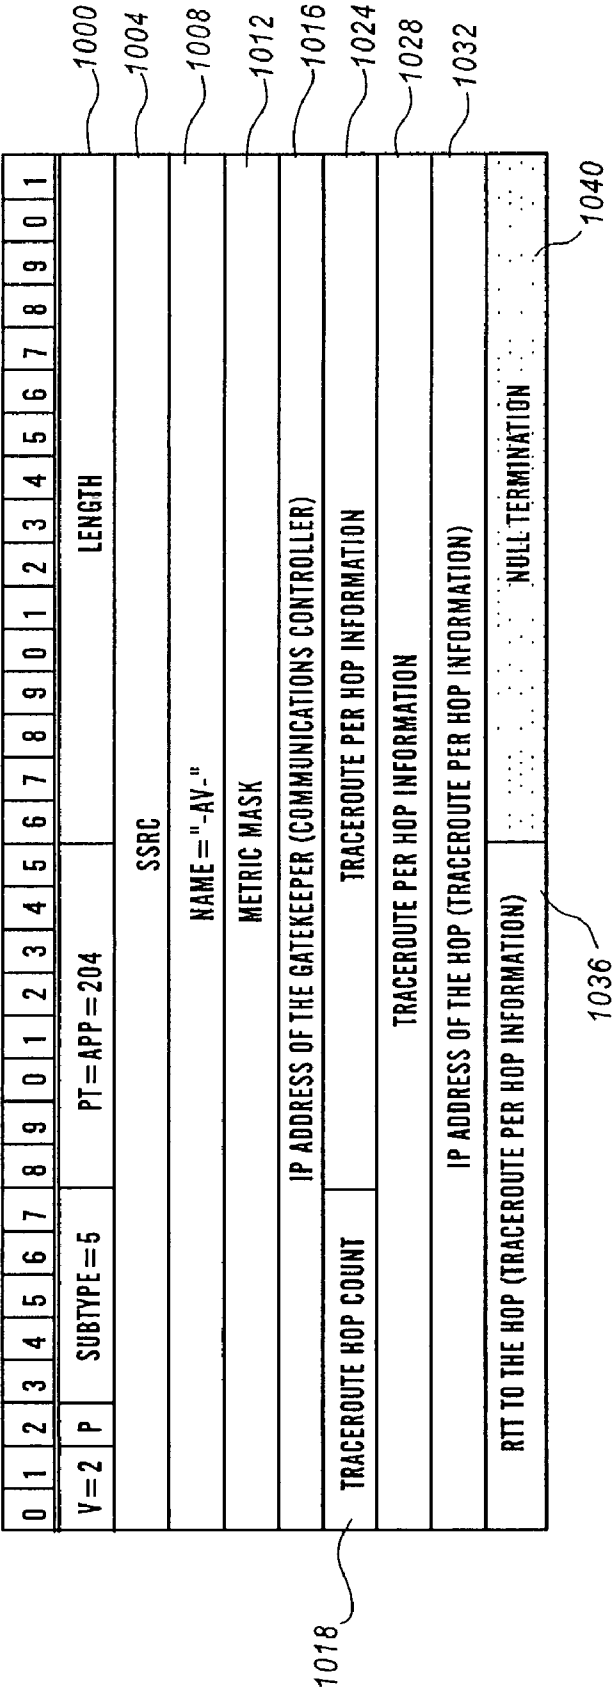 0 1 2 3 4 5 6 7 8 9 0 1 2 3 4 5 6 7 8 9 0 1 2 3 4 5 6 7 8 9 0 1
V=2 P SUBTYPE=5 PT=APP=204 LENGTH 1000
SSRC 1004
NAME="-AV-" 1008
METRIC MASK 1012
IP ADDRESS OF THE GATEKEEPER (COMMUNICATIONS CONTROLLER) 1016
1018 TRACEROUTE HOP COUNT TRACEROUTE PER HOP INFORMATION 1024
TRACEROUTE PER HOP INFORMATION 1028
IP ADDRESS OF THE HOP (TRACEROUTE PER HOP INFORMATION) 1032
RTT TO THE HOP (TRACEROUTE PER HOP INFORMATION) NULL TERMINATION
1036 1040